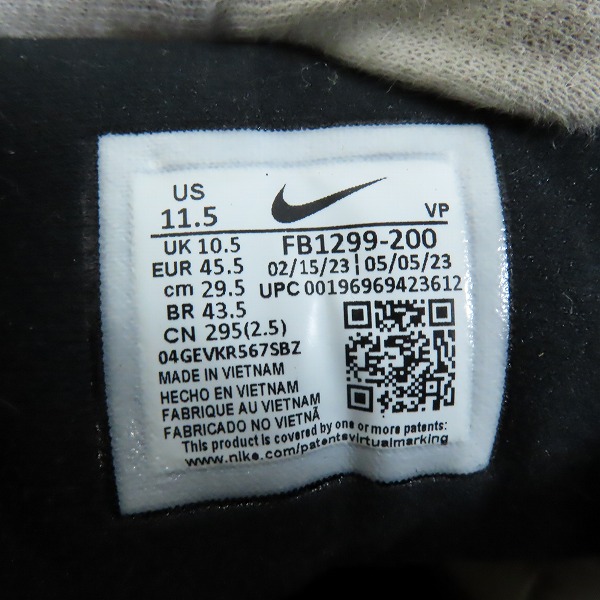 US
11.5
VP
UK 10.5
FB1299-200
EUR 45.5
02/15/23 | 05/05/23
cm 29.5
UPC 00196969423612
BR 43.5
CN 295(2.5)
04GEVKR567SBZ
MADE IN VIETNAM
HECHO EN VIETNAM
FABRIQUE AU VIETNAM
FABRICADO NO VIETNÃ
This product is covered by one or more patents:
www.nike.com/patentsvirtualmarking